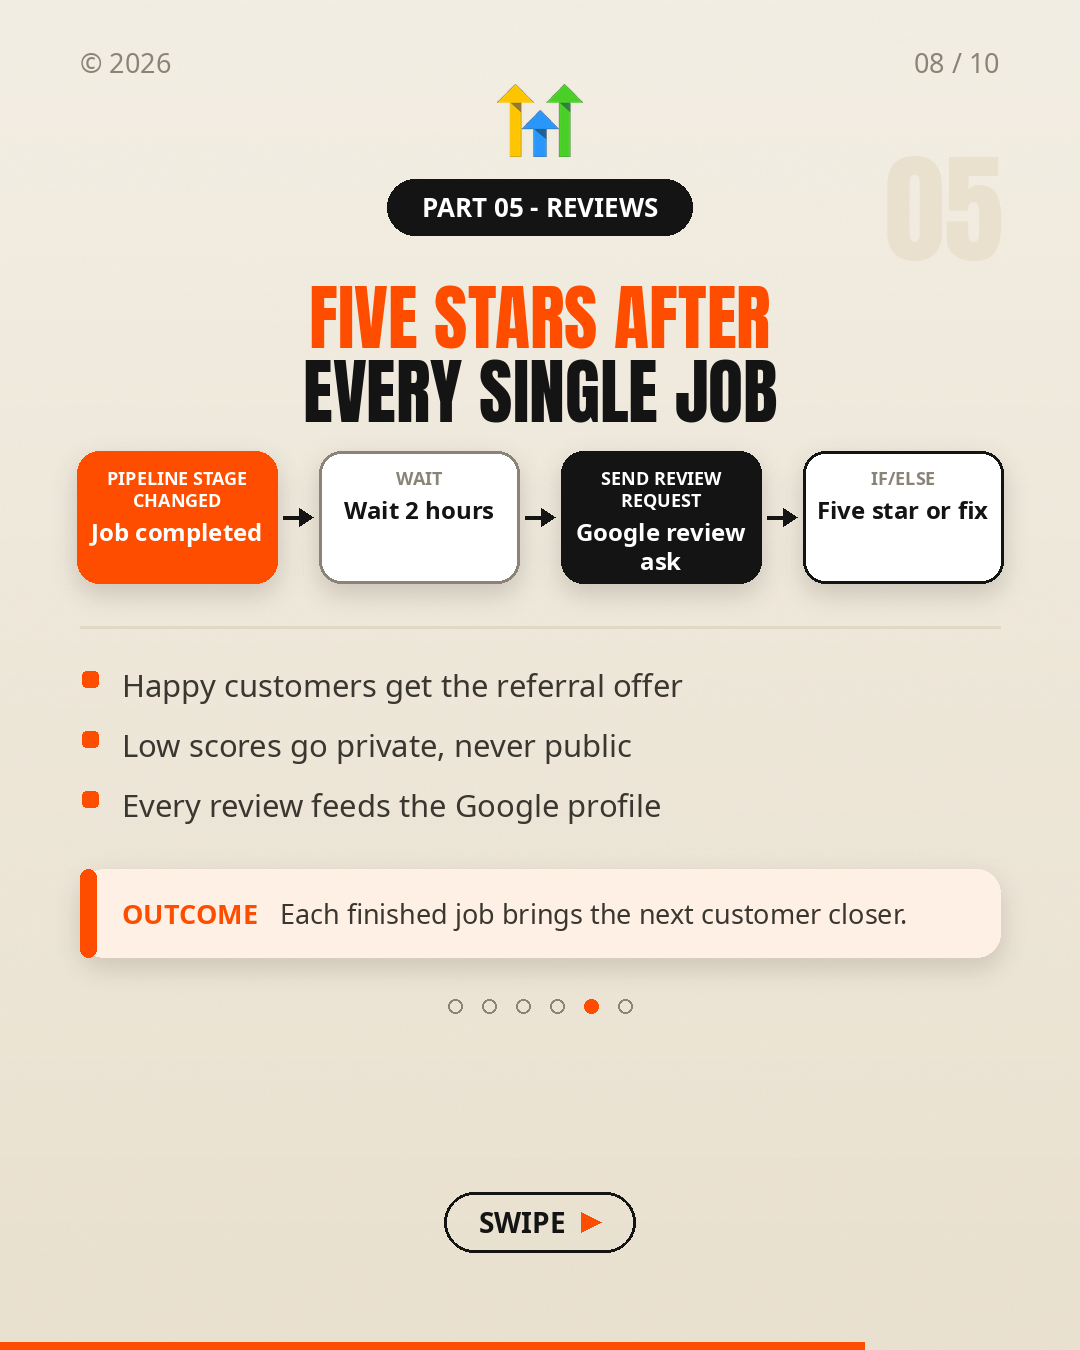 © 2026
08 / 10
PART 05 - REVIEWS
05
FIVE STARS AFTER
EVERY SINGLE JOB
PIPELINE STAGE
CHANGED
Job completed
WAIT
Wait 2 hours
SEND REVIEW
REQUEST
Google review
ask
IF/ELSE
Five star or fix
Happy customers get the referral offer
Low scores go private, never public
Every review feeds the Google profile
OUTCOME Each finished job brings the next customer closer.
SWIPE